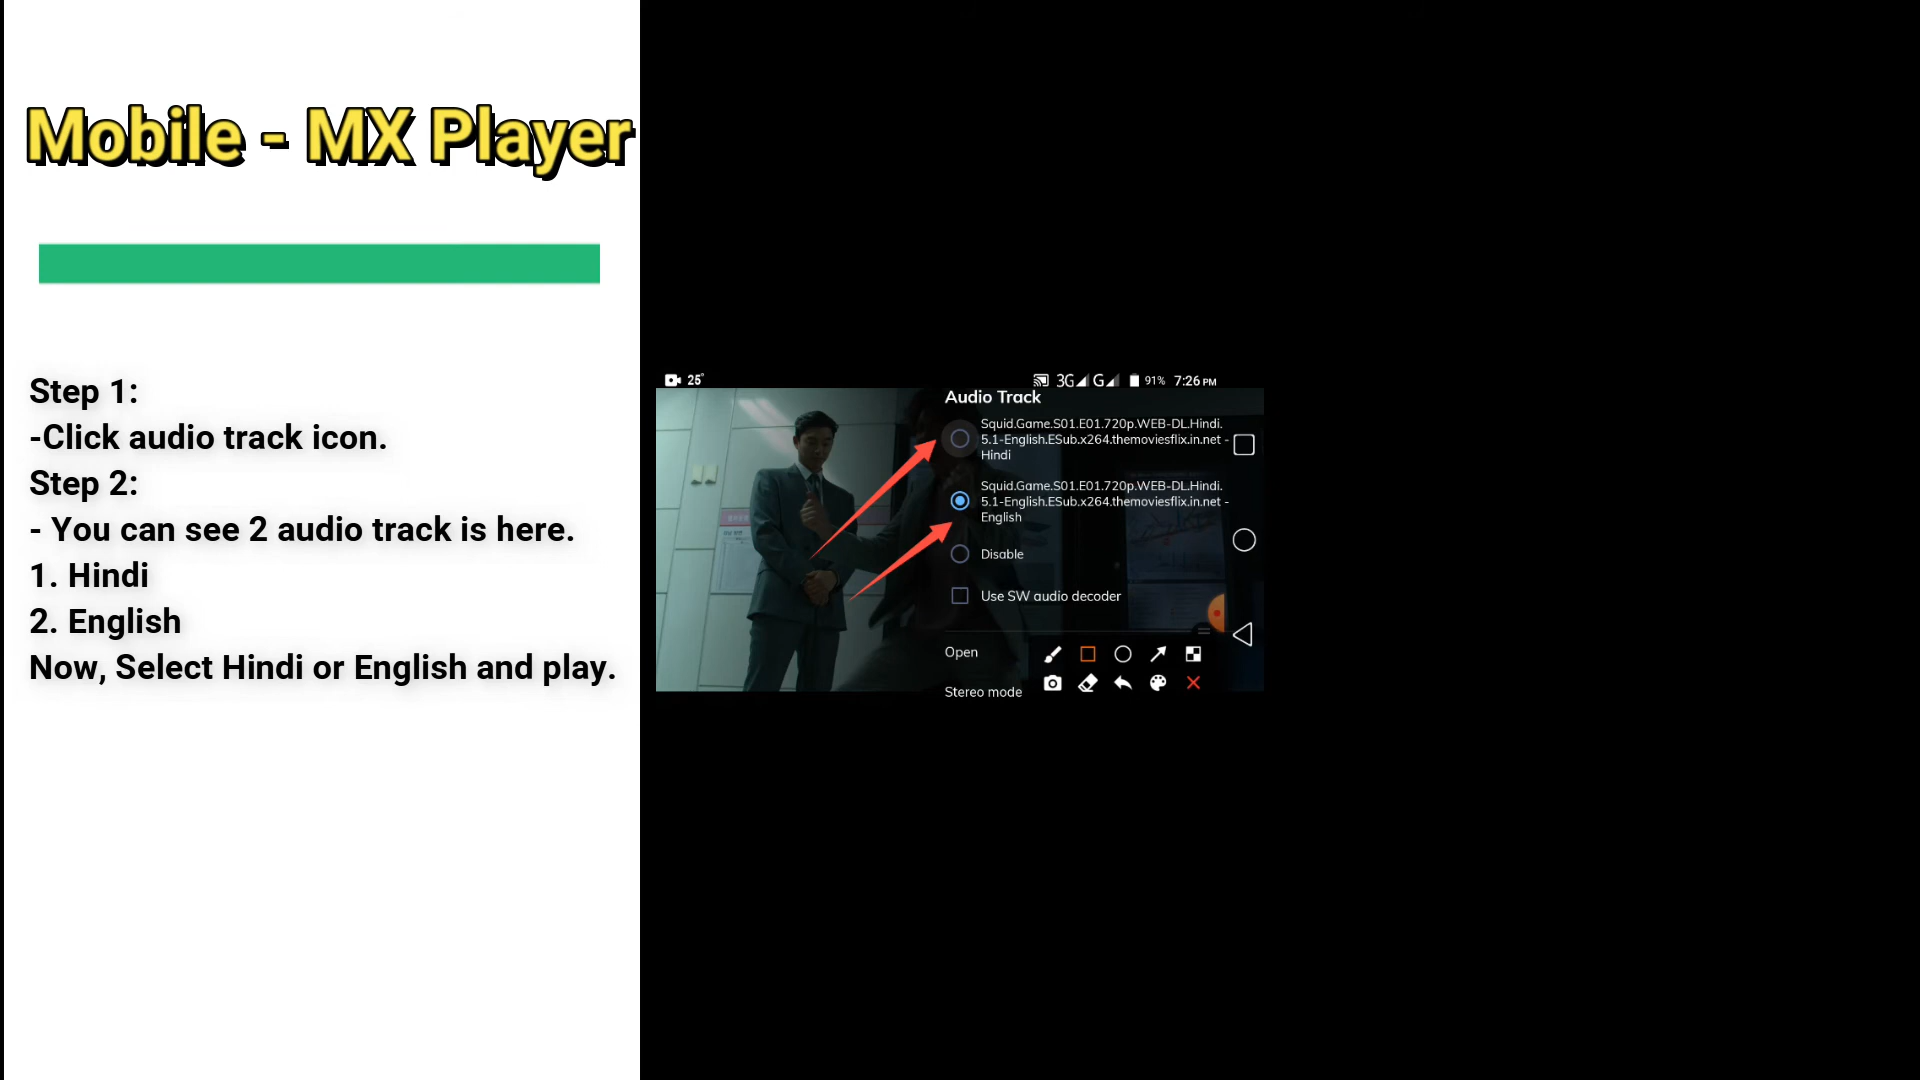 Mobile - MX Player
Step 1:
-Click audio track icon.
Step 2:
- You can see 2 audio track is here.
1. Hindi
2. English
Now, Select Hindi or English and play.
25°
3G G 91% 7:26 PM
Audio Track
Squid.Game.S01.E01.720p.WEB-DL.Hindi.
5.1-English.ESub.x264.themoviesflix.in.net -
Hindi
Squid.Game.S01.E01.720p.WEB-DL.Hindi.
5.1-English.ESub.x264.themoviesflix.in.net -
English
Disable
Use SW audio decoder
Open
Stereo mode